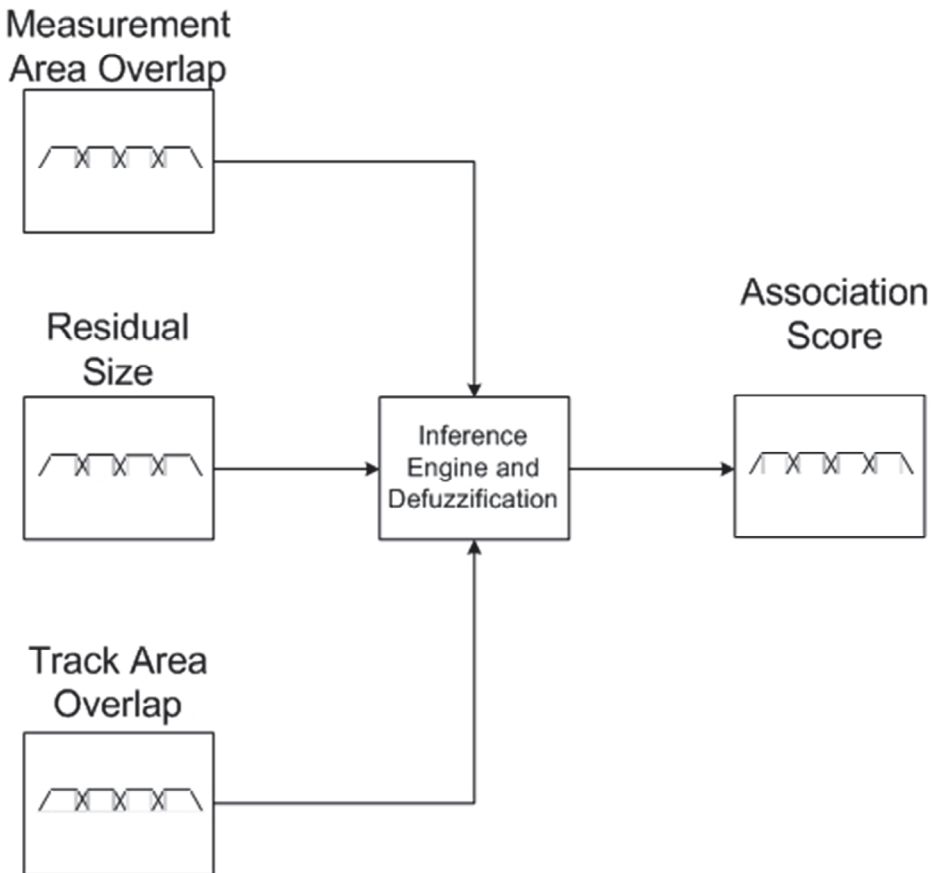 Measurement
Area Overlap
Residual
Size
Inference
Engine and
Defuzzification
Association
Score
Track Area
Overlap